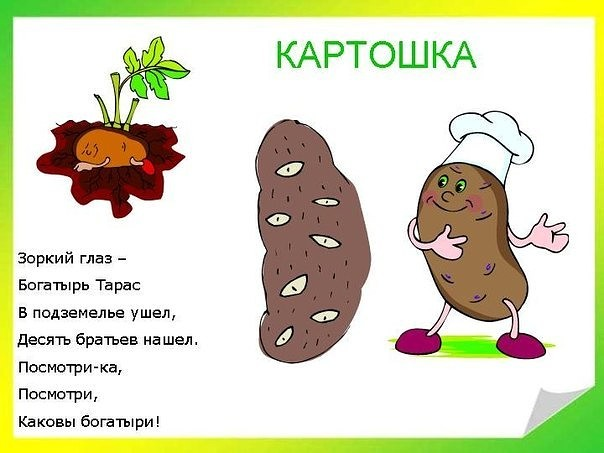 КАРТОШКА
Зоркий глаз –
Богатырь Тарас
В подземелье ушел,
Десять братьев нашел.
Посмотри-ка,
Посмотри,
Каковы богатыри!